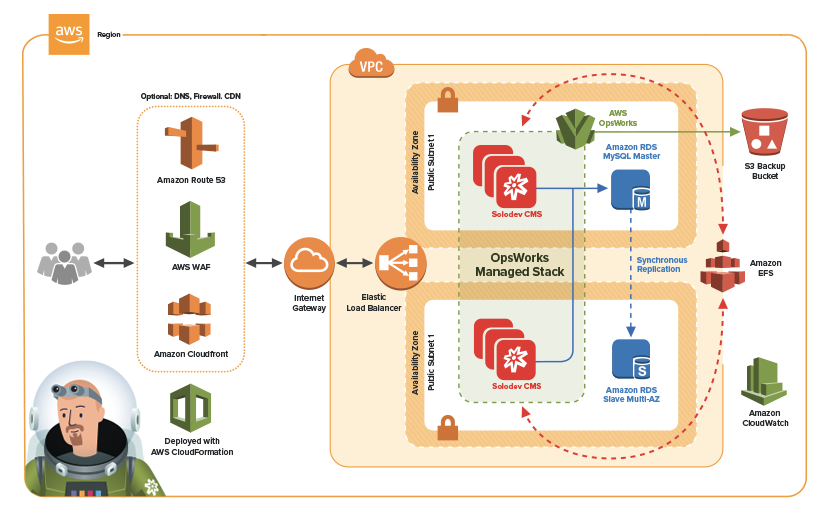 aws
Region
VPC
Optional: DNS, Firewall. CDN
Amazon Route 53
AWS WAF
Amazon Cloudfront
Deployed with
AWS CloudFormation
Internet
Gateway
Elastic
Load Balancer
Availability Zone
Public Subnet 1
Solodev CMS
AWS
OpsWorks
Amazon RDS
MySQL Master
M
OpsWorks
Managed Stack
Synchronous
Replication
Availability Zone
Public Subnet 1
Solodev CMS
S
Amazon RDS
Slave Multi-AZ
S3 Backup
Bucket
Amazon
EFS
Amazon
CloudWatch